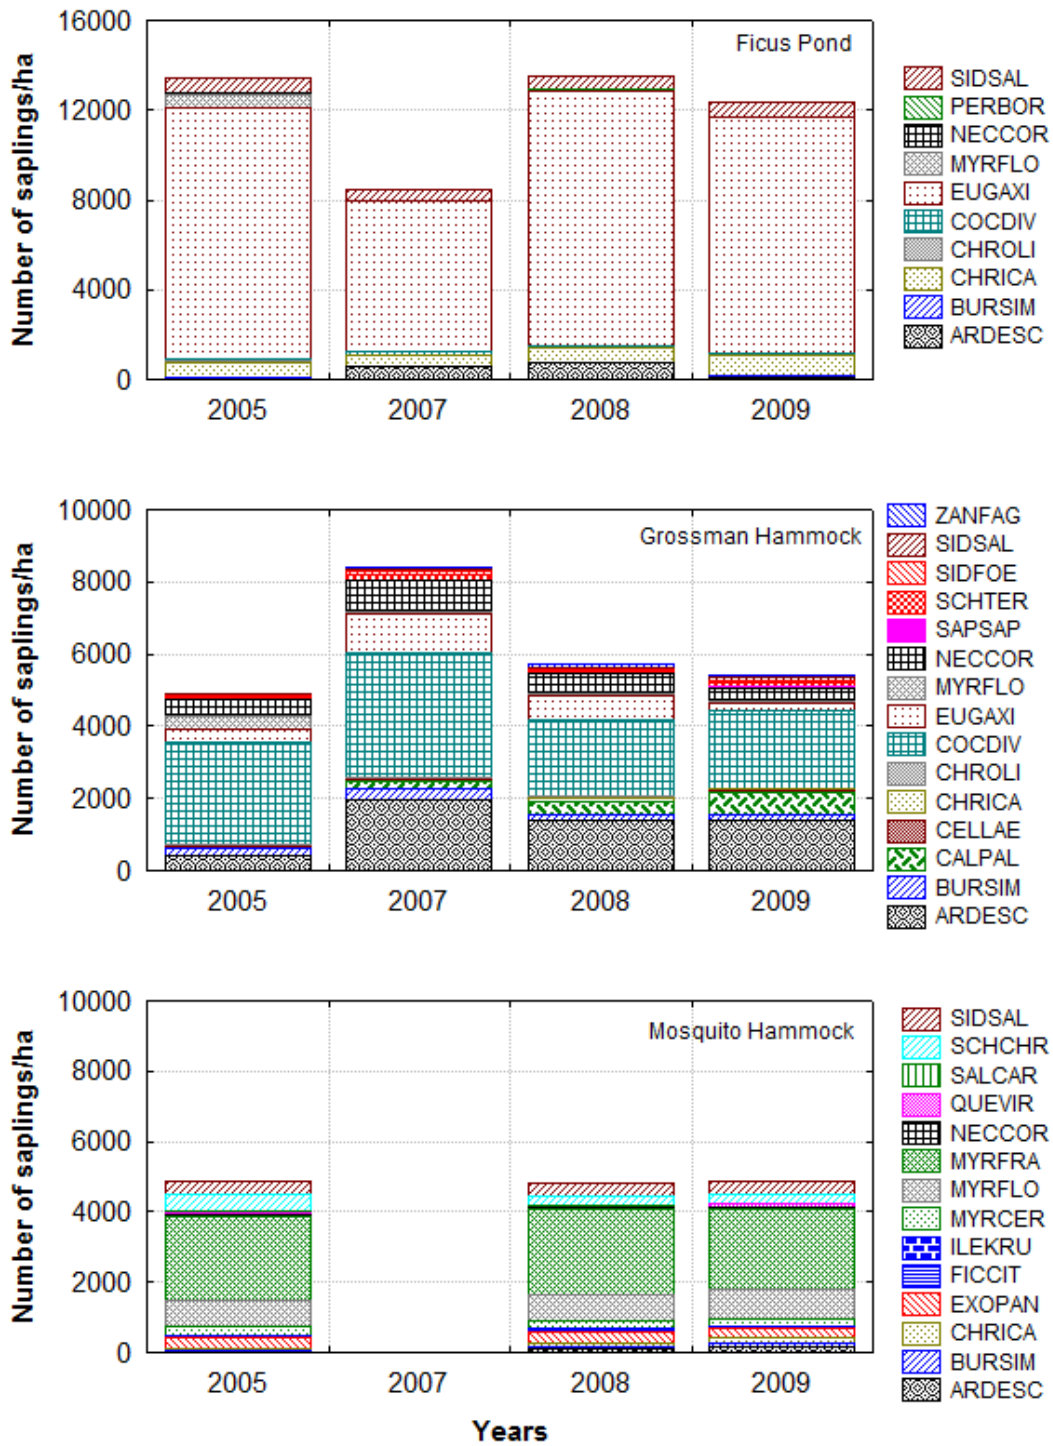 Number of saplings/ha
16000
12000
8000
4000
0
Ficus Pond
2005
2007
2008
2009
SIDSAL
PERBOR
NECCOR
MYRFLO
EUGAXI
COCDIV
CHROLI
CHRICA
BURSIM
ARDESC
Number of saplings/ha
10000
8000
6000
4000
2000
0
Grossman Hammock
2005
2007
2008
2009
ZANFAG
SIDSAL
SIDFOE
SCHTER
SAPSAP
NECCOR
MYRFLO
EUGAXI
COCDIV
CHROLI
CHRICA
CELLAE
CALPAL
BURSIM
ARDESC
Number of saplings/ha
10000
8000
6000
4000
2000
0
Mosquito Hammock
2005
2007
2008
2009
SIDSAL
SCHCHR
SALCAR
QUEVIR
NECCOR
MYRFRA
MYRFLO
MYRCER
ILEKRU
FICCIT
EXOPAN
CHRICA
BURSIM
ARDESC
Years